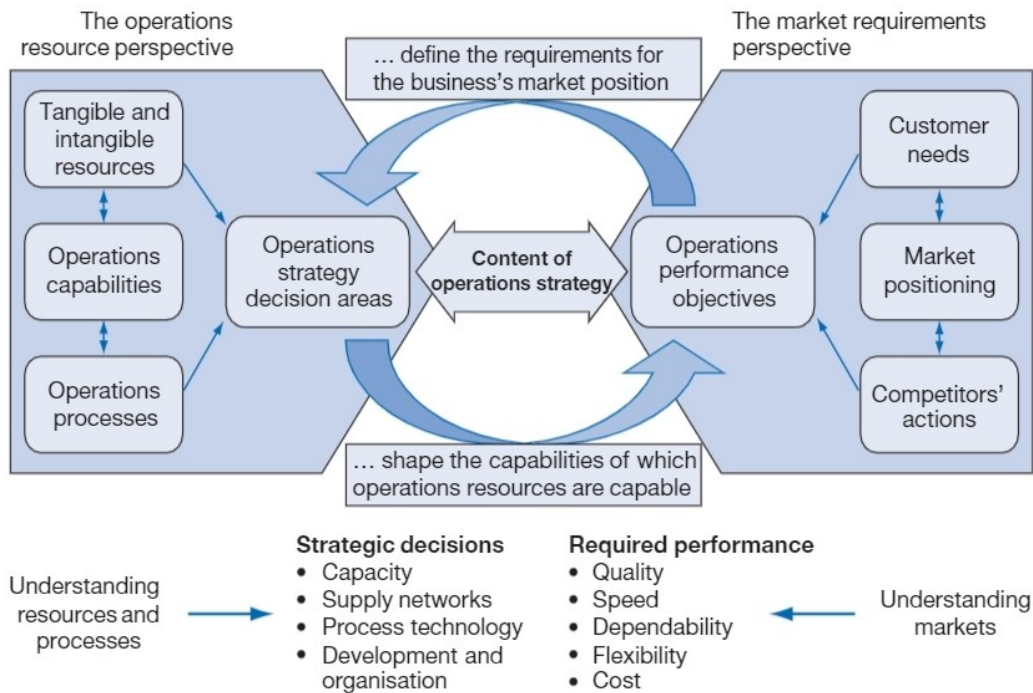 The operations
resource perspective
The market requirements
perspective
… define the requirements for
the business's market position
Tangible and
intangible
resources
Customer
needs
Operations
capabilities
Operations
strategy
decision areas
Content of
operations strategy
Operations
performance
objectives
Market
positioning
Operations
processes
Competitors'
actions
… shape the capabilities of which
operations resources are capable
Understanding
resources and
processes
Strategic decisions
• Capacity
• Supply networks
• Process technology
• Development and
organisation
Required performance
• Quality
• Speed
• Dependability
• Flexibility
• Cost
Understanding
markets